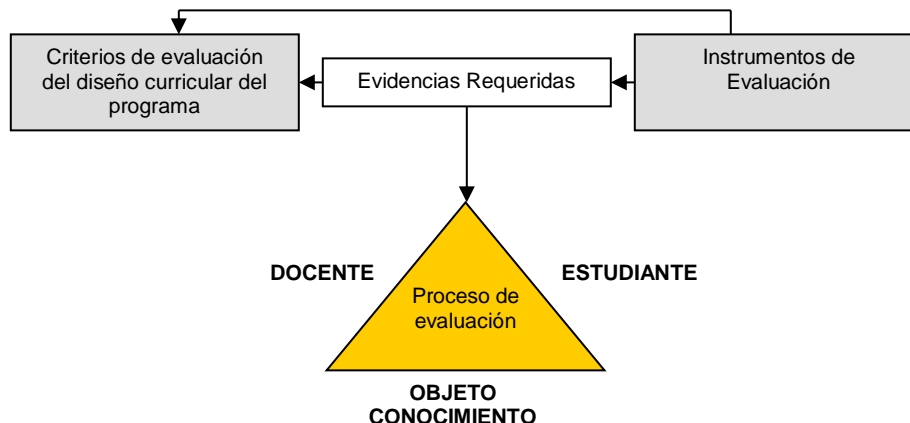 Criterios de evaluación
del diseño curricular del
programa
Evidencias Requeridas
Instrumentos de
Evaluación
DOCENTE
ESTUDIANTE
Proceso de
evaluación
OBJETO
CONOCIMIENTO